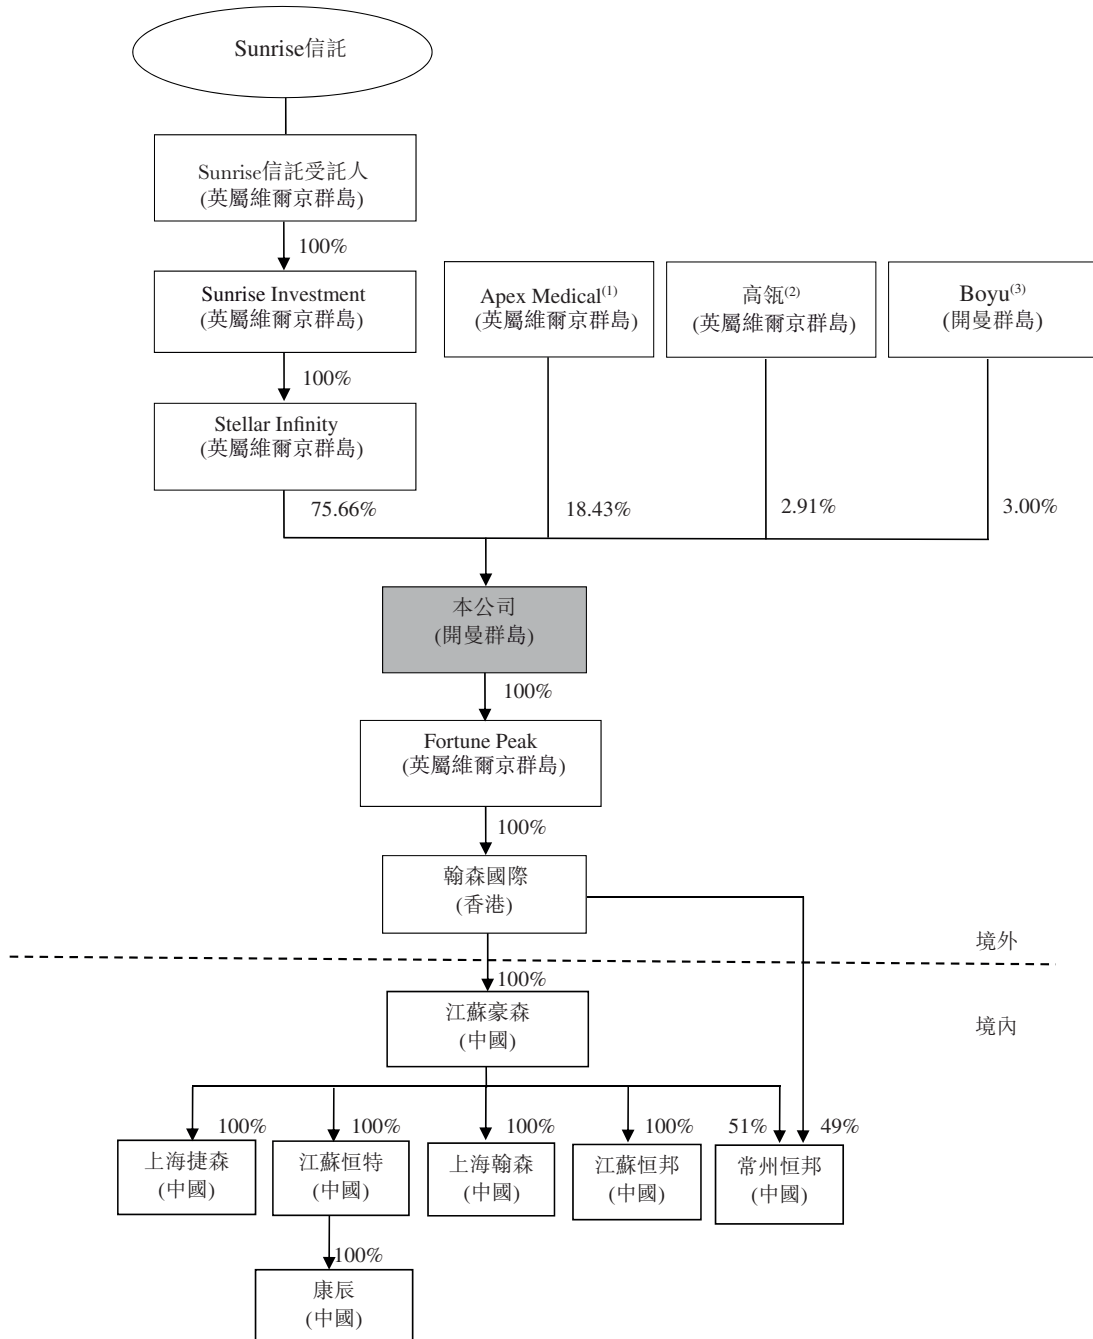 Sunrise信託
Sunrise信託受託人
(英屬維爾京群島)
100%
Sunrise Investment
(英屬維爾京群島)
Apex Medical(1)
(英屬維爾京群島)
高瓴(2)
(英屬維爾京群島)
Boyu(3)
(開曼群島)
100%
Stellar Infinity
(英屬維爾京群島)
75.66%
18.43%
2.91%
3.00%
本公司
(開曼群島)
100%
Fortune Peak
(英屬維爾京群島)
100%
翰森國際
(香港)
境外
100%
江蘇豪森
(中國)
境內
100%
100%
100%
100%
51%
49%
上海捷森
(中國)
江蘇恒特
(中國)
上海翰森
(中國)
江蘇恒邦
(中國)
常州恒邦
(中國)
100%
康辰
(中國)